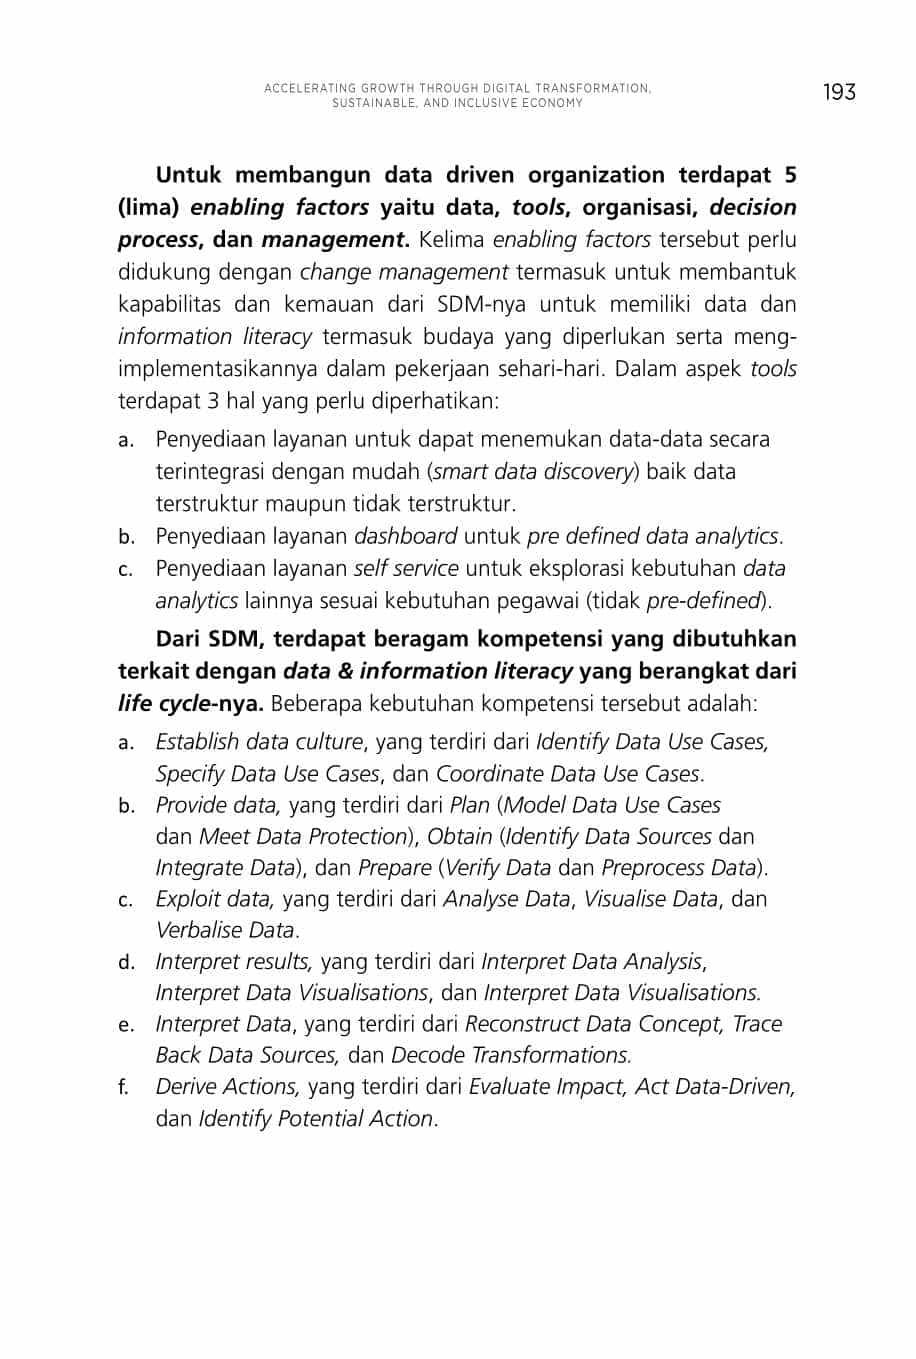 ACCELERATING GROWTH THROUGH DIGITAL TRANSFORMATION,
SUSTAINABLE, AND INCLUSIVE ECONOMY
193
Untuk membangun data driven organization terdapat 5
(lima) enabling factors yaitu data, tools, organisasi, decision
process, dan management. Kelima enabling factors tersebut perlu
didukung dengan change management termasuk untuk membantuk
kapabilitas dan kemauan dari SDM-nya untuk memiliki data dan
information literacy termasuk budaya yang diperlukan serta meng-
implementasikannya dalam pekerjaan sehari-hari. Dalam aspek tools
terdapat 3 hal yang perlu diperhatikan:
a. Penyediaan layanan untuk dapat menemukan data-data secara
terintegrasi dengan mudah (smart data discovery) baik data
terstruktur maupun tidak terstruktur.
b. Penyediaan layanan dashboard untuk pre defined data analytics.
c. Penyediaan layanan self service untuk eksplorasi kebutuhan data
analytics lainnya sesuai kebutuhan pegawai (tidak pre-defined).
Dari SDM, terdapat beragam kompetensi yang dibutuhkan
terkait dengan data & information literacy yang berangkat dari
life cycle-nya. Beberapa kebutuhan kompetensi tersebut adalah:
a. Establish data culture, yang terdiri dari Identify Data Use Cases,
Specify Data Use Cases, dan Coordinate Data Use Cases.
b. Provide data, yang terdiri dari Plan (Model Data Use Cases
dan Meet Data Protection), Obtain (Identify Data Sources dan
Integrate Data), dan Prepare (Verify Data dan Preprocess Data).
c. Exploit data, yang terdiri dari Analyse Data, Visualise Data, dan
Verbalise Data.
d. Interpret results, yang terdiri dari Interpret Data Analysis,
Interpret Data Visualisations, dan Interpret Data Visualisations.
e. Interpret Data, yang terdiri dari Reconstruct Data Concept, Trace
Back Data Sources, dan Decode Transformations.
f. Derive Actions, yang terdiri dari Evaluate Impact, Act Data-Driven,
dan Identify Potential Action.